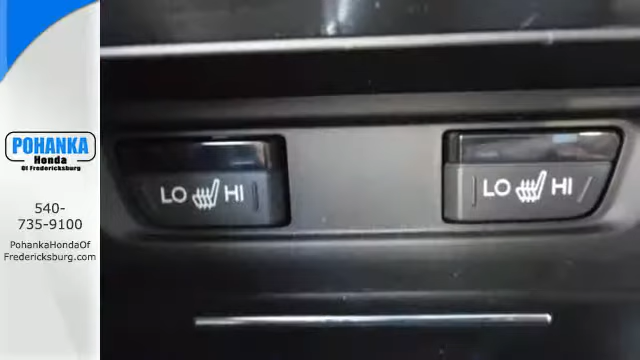 POHANKA
Honda
Of Fredericksburg
540-
735-9100
PohankaHondaOf
Fredericksburg.com
LO HI
LO HI